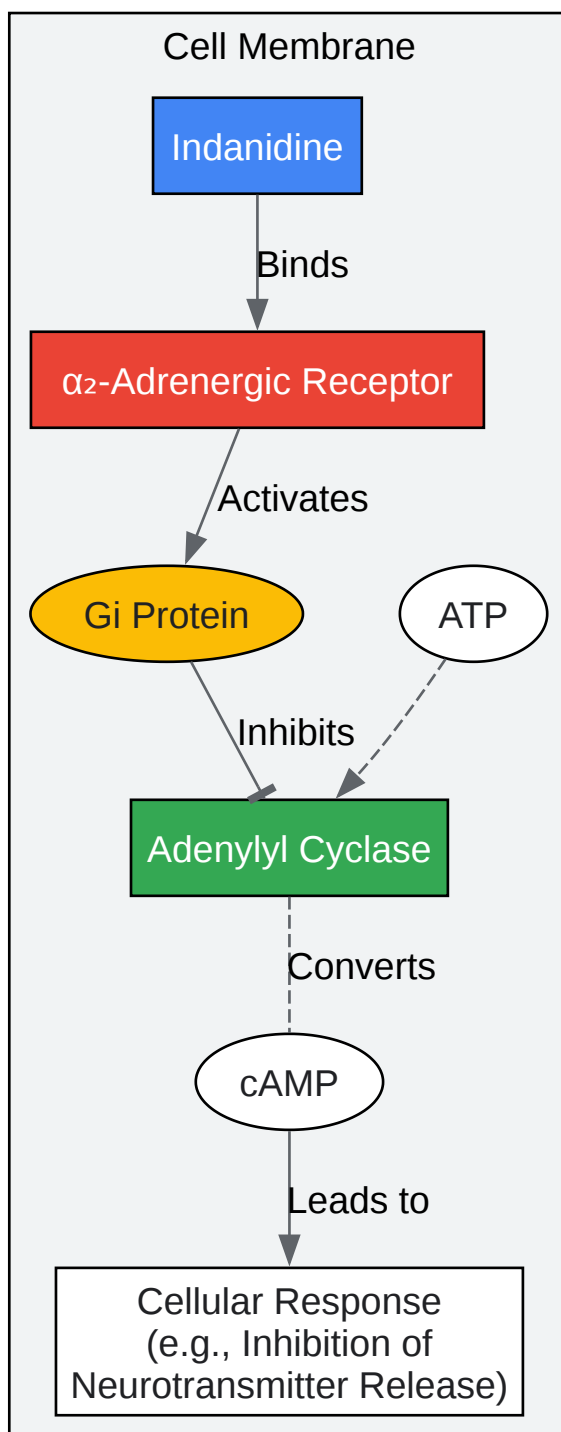 Cell Membrane
Indanidine
Binds
α₂-Adrenergic Receptor
Activates
Gi Protein
ATP
Inhibits
Adenylyl Cyclase
Converts
cAMP
Leads to
Cellular Response
(e.g., Inhibition of
Neurotransmitter Release)